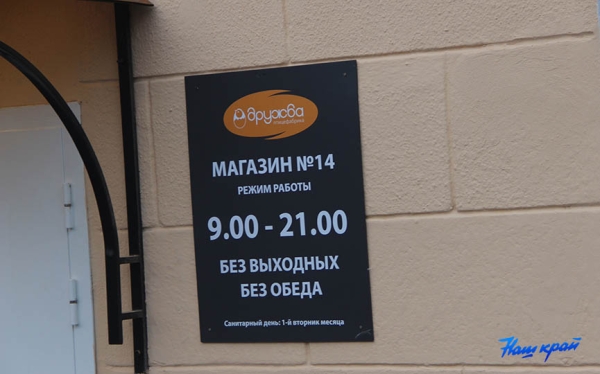 дружба
птицефабрика
МАГАЗИН №14
РЕЖИМ РАБОТЫ
9.00 - 21.00
БЕЗ ВЫХОДНЫХ
БЕЗ ОБЕДА
Санитарный день: 1-й вторник месяца
Наш край